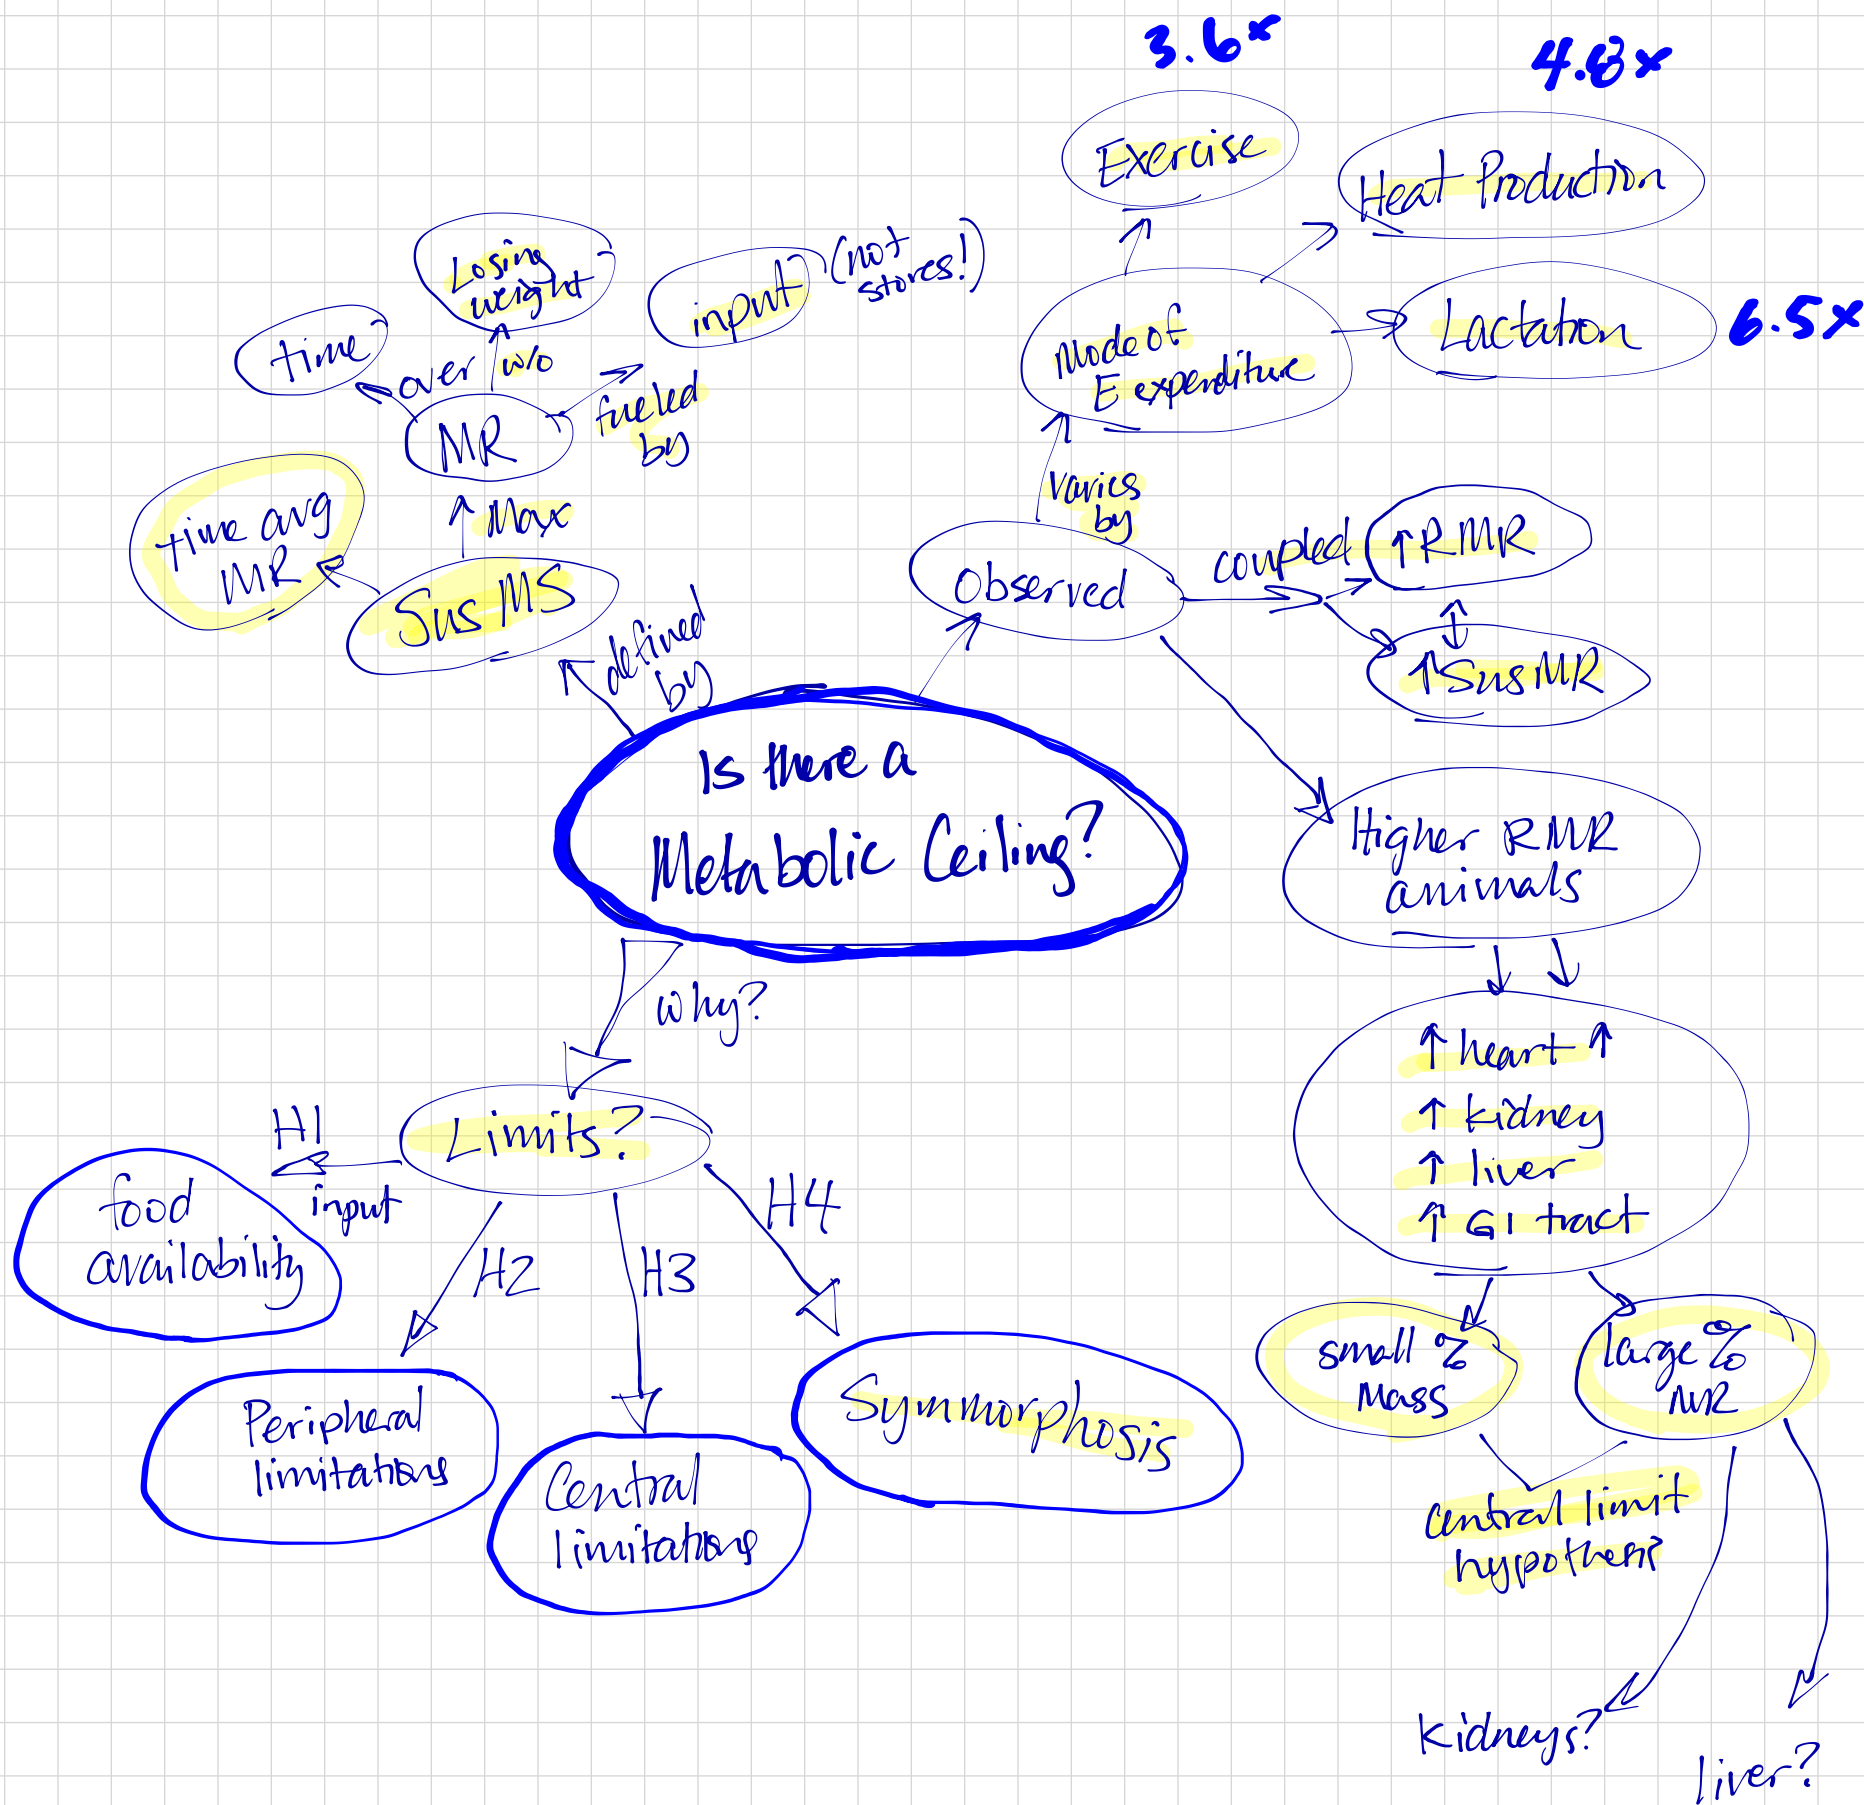 3.6x
4.8x
Exercise
Heat Production
Losing
weight
input
(not
stores!)
time
over
w/o
fueled
by
MR
Mode of
E expenditure
Lactation
6.5x
time avg
MR
↑ Max
Sus MS
defined
by
varies
by
Observed
coupled
↑RMR
↕
↑SusMR
Is there a
Metabolic Ceiling?
Higher RMR
animals
why?
↑ heart ↑
↑ kidney
↑ liver
↑ GI tract
Limits?
H1
input
food
availability
H2
H3
H4
Peripheral
limitations
Central
limitations
Symmorphosis
small %
Mass
large %
MR
central limit
hypothesis
kidneys?
liver?